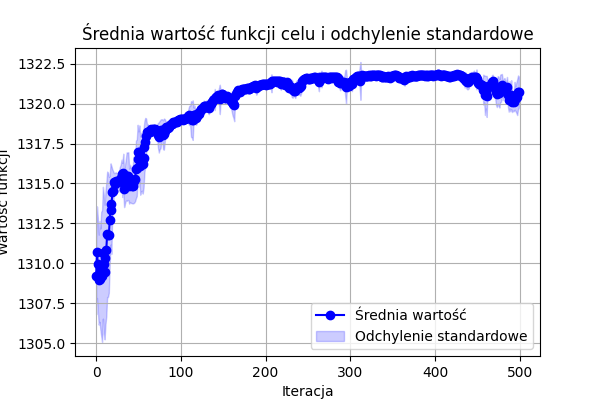 Średnia wartość funkcji celu i odchylenie standardowe
1322.5
1320.0
1317.5
1315.0
1312.5
1310.0
1307.5
1305.0
Wartość funkcji
0 100 200 300 400 500
Iteracja
Średnia wartość
Odchylenie standardowe